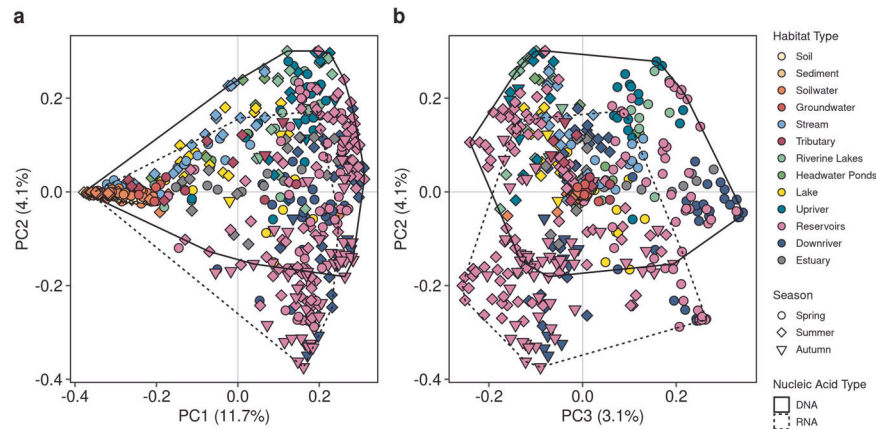 a
b
0.2
0.0
-0.2
-0.4
PC2 (4.1%)
-0.4
-0.2
0.0
0.2
PC1 (11.7%)
0.2
0.0
-0.2
-0.4
PC2 (4.1%)
-0.2
0.0
0.2
PC3 (3.1%)
Habitat Type
Soil
Sediment
Soilwater
Groundwater
Stream
Tributary
Riverine Lakes
Headwater Ponds
Lake
Upriver
Reservoirs
Downriver
Estuary
Season
Spring
Summer
Autumn
Nucleic Acid Type
DNA
RNA